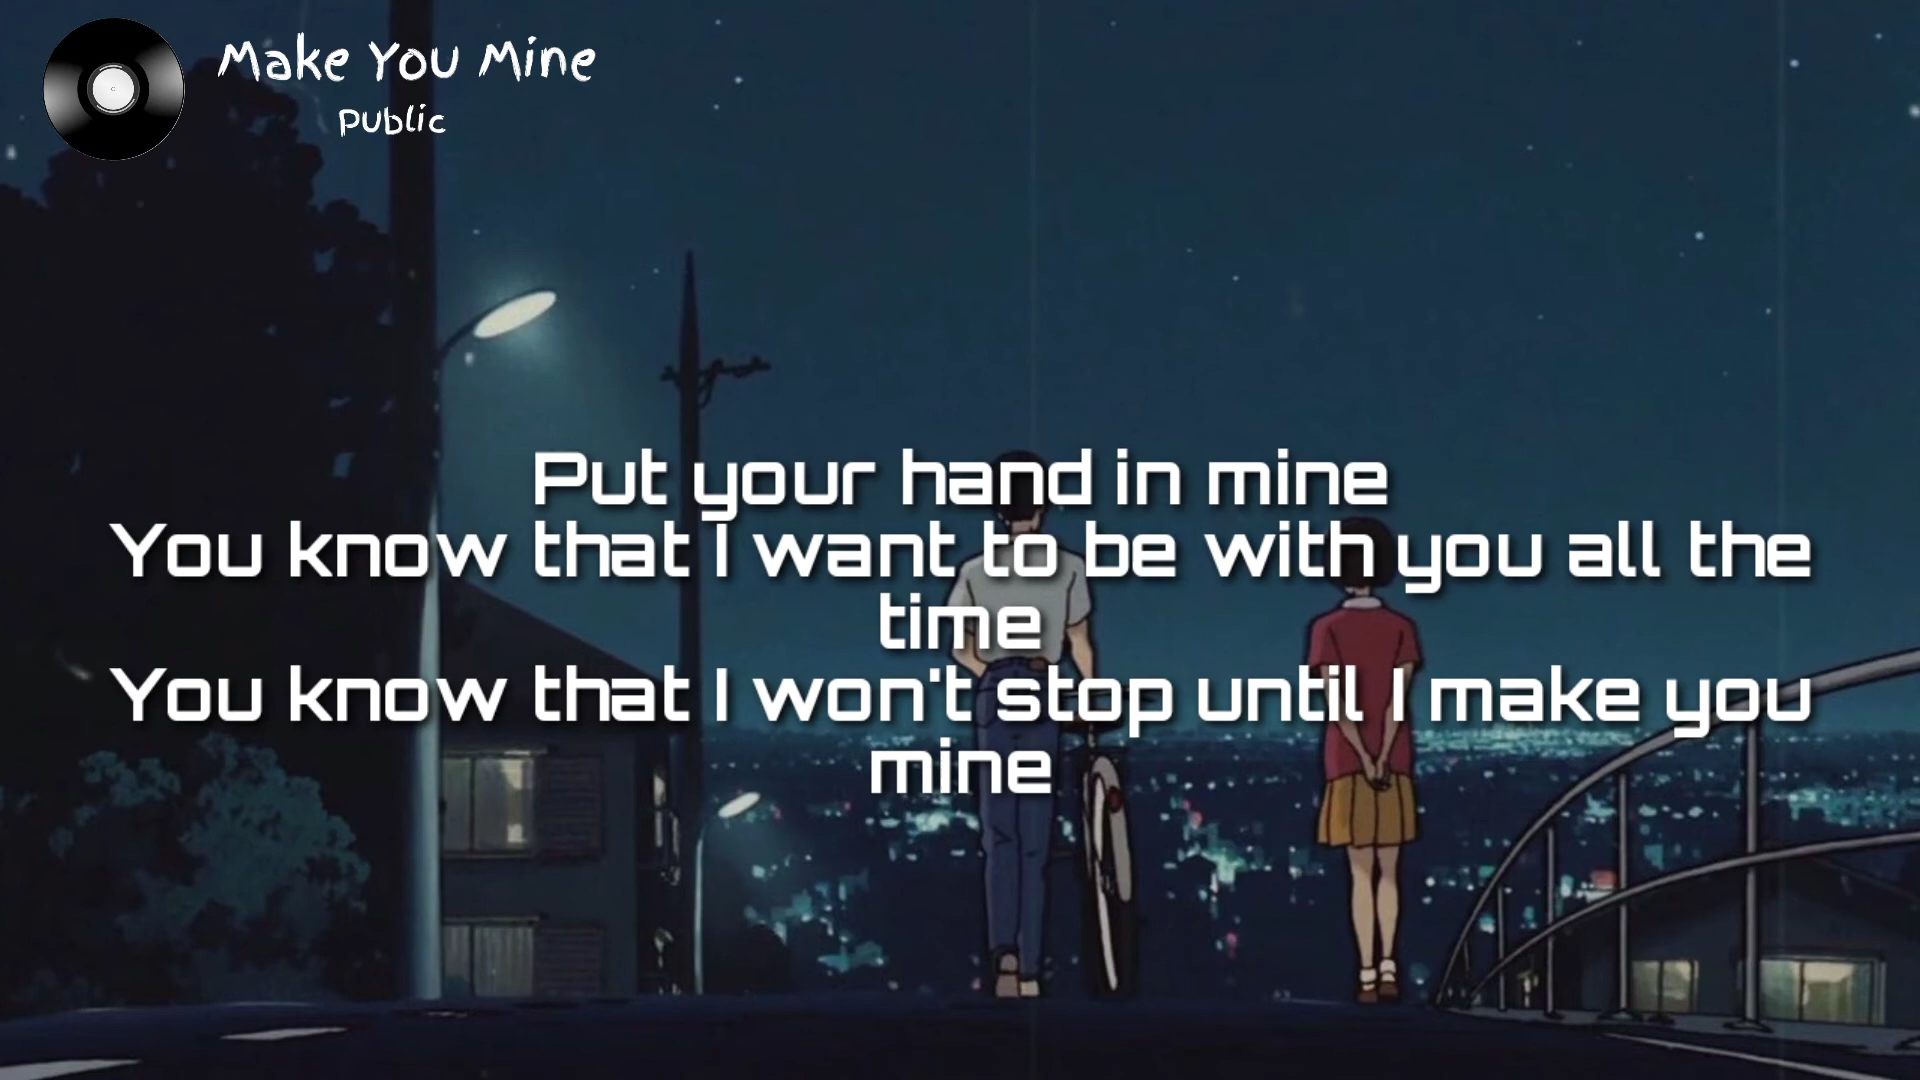 Make You Mine
Public
Put your hand in mine
You know that I want to be with you all the
time
You know that I won't stop until I make you
mine